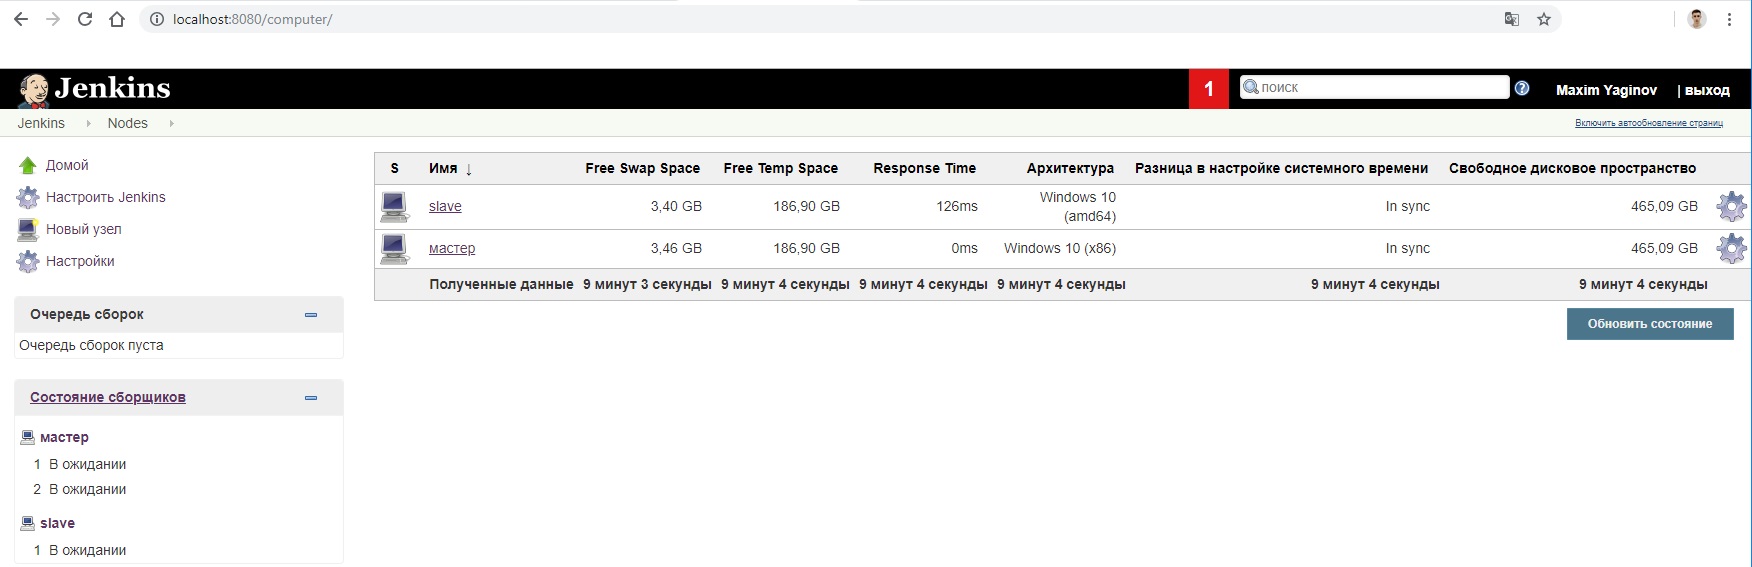 localhost:8080/computer/
Jenkins
1
поиск
Maxim Yaginov
| выход
Jenkins
Nodes
Включить автообновление страниц
Домой
Настроить Jenkins
Новый узел
Настройки
Очередь сборок
Очередь сборок пуста
Состояние сборщиков
мастер
1 В ожидании
2 В ожидании
slave
1 В ожидании
S Имя ↓ Free Swap Space Free Temp Space Response Time Архитектура Разница в настройке системного времени Свободное дисковое пространство
slave 3,40 GB 186,90 GB 126ms Windows 10 (amd64) In sync 465,09 GB
мастер 3,46 GB 186,90 GB 0ms Windows 10 (x86) In sync 465,09 GB
Полученные данные 9 минут 3 секунды 9 минут 4 секунды 9 минут 4 секунды 9 минут 4 секунды 9 минут 4 секунды 9 минут 4 секунды
Обновить состояние